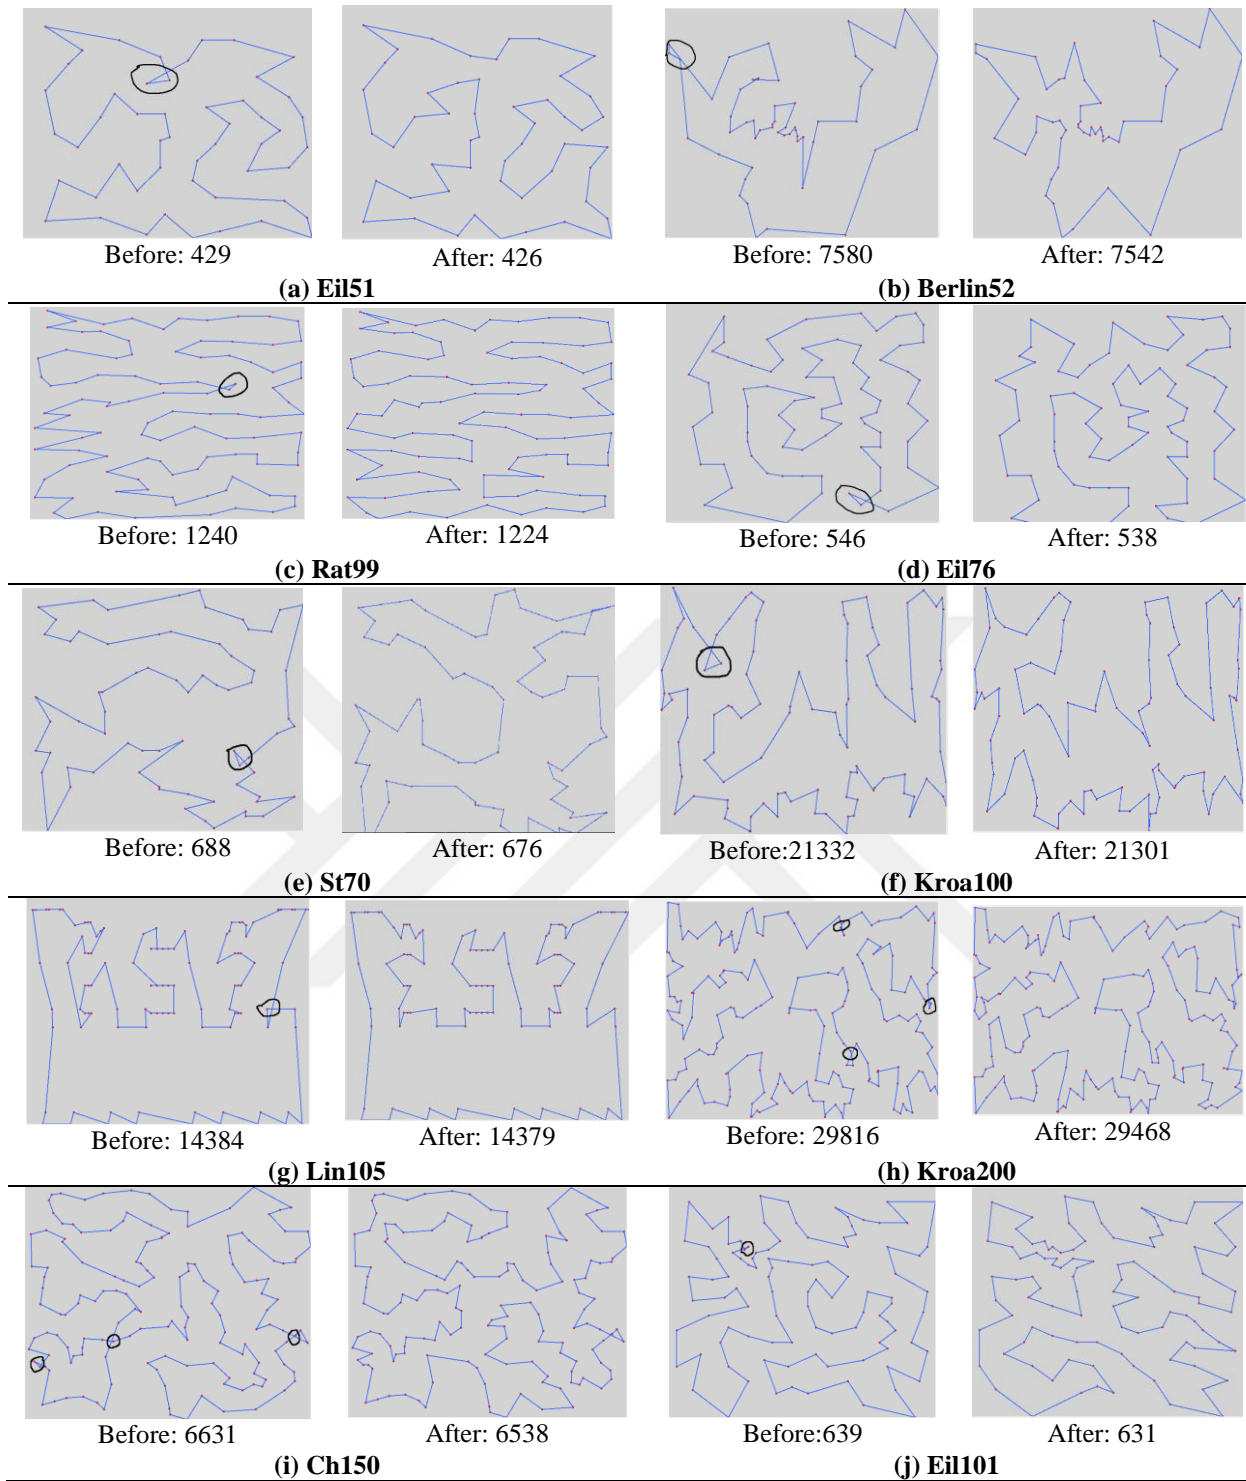 Before: 429 After: 426 Before: 7580 After: 7542
(a) Eil51 (b) Berlin52
Before: 1240 After: 1224 Before: 546 After: 538
(c) Rat99 (d) Eil76
Before: 688 After: 676 Before:21332 After: 21301
(e) St70 (f) Kroa100
Before: 14384 After: 14379 Before: 29816 After: 29468
(g) Lin105 (h) Kroa200
Before: 6631 After: 6538 Before:639 After: 631
(i) Ch150 (j) Eil101